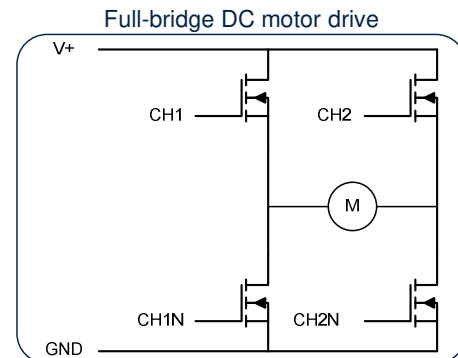 Full-bridge DC motor drive
V+
CH1
CH2
M
CH1N
CH2N
GND